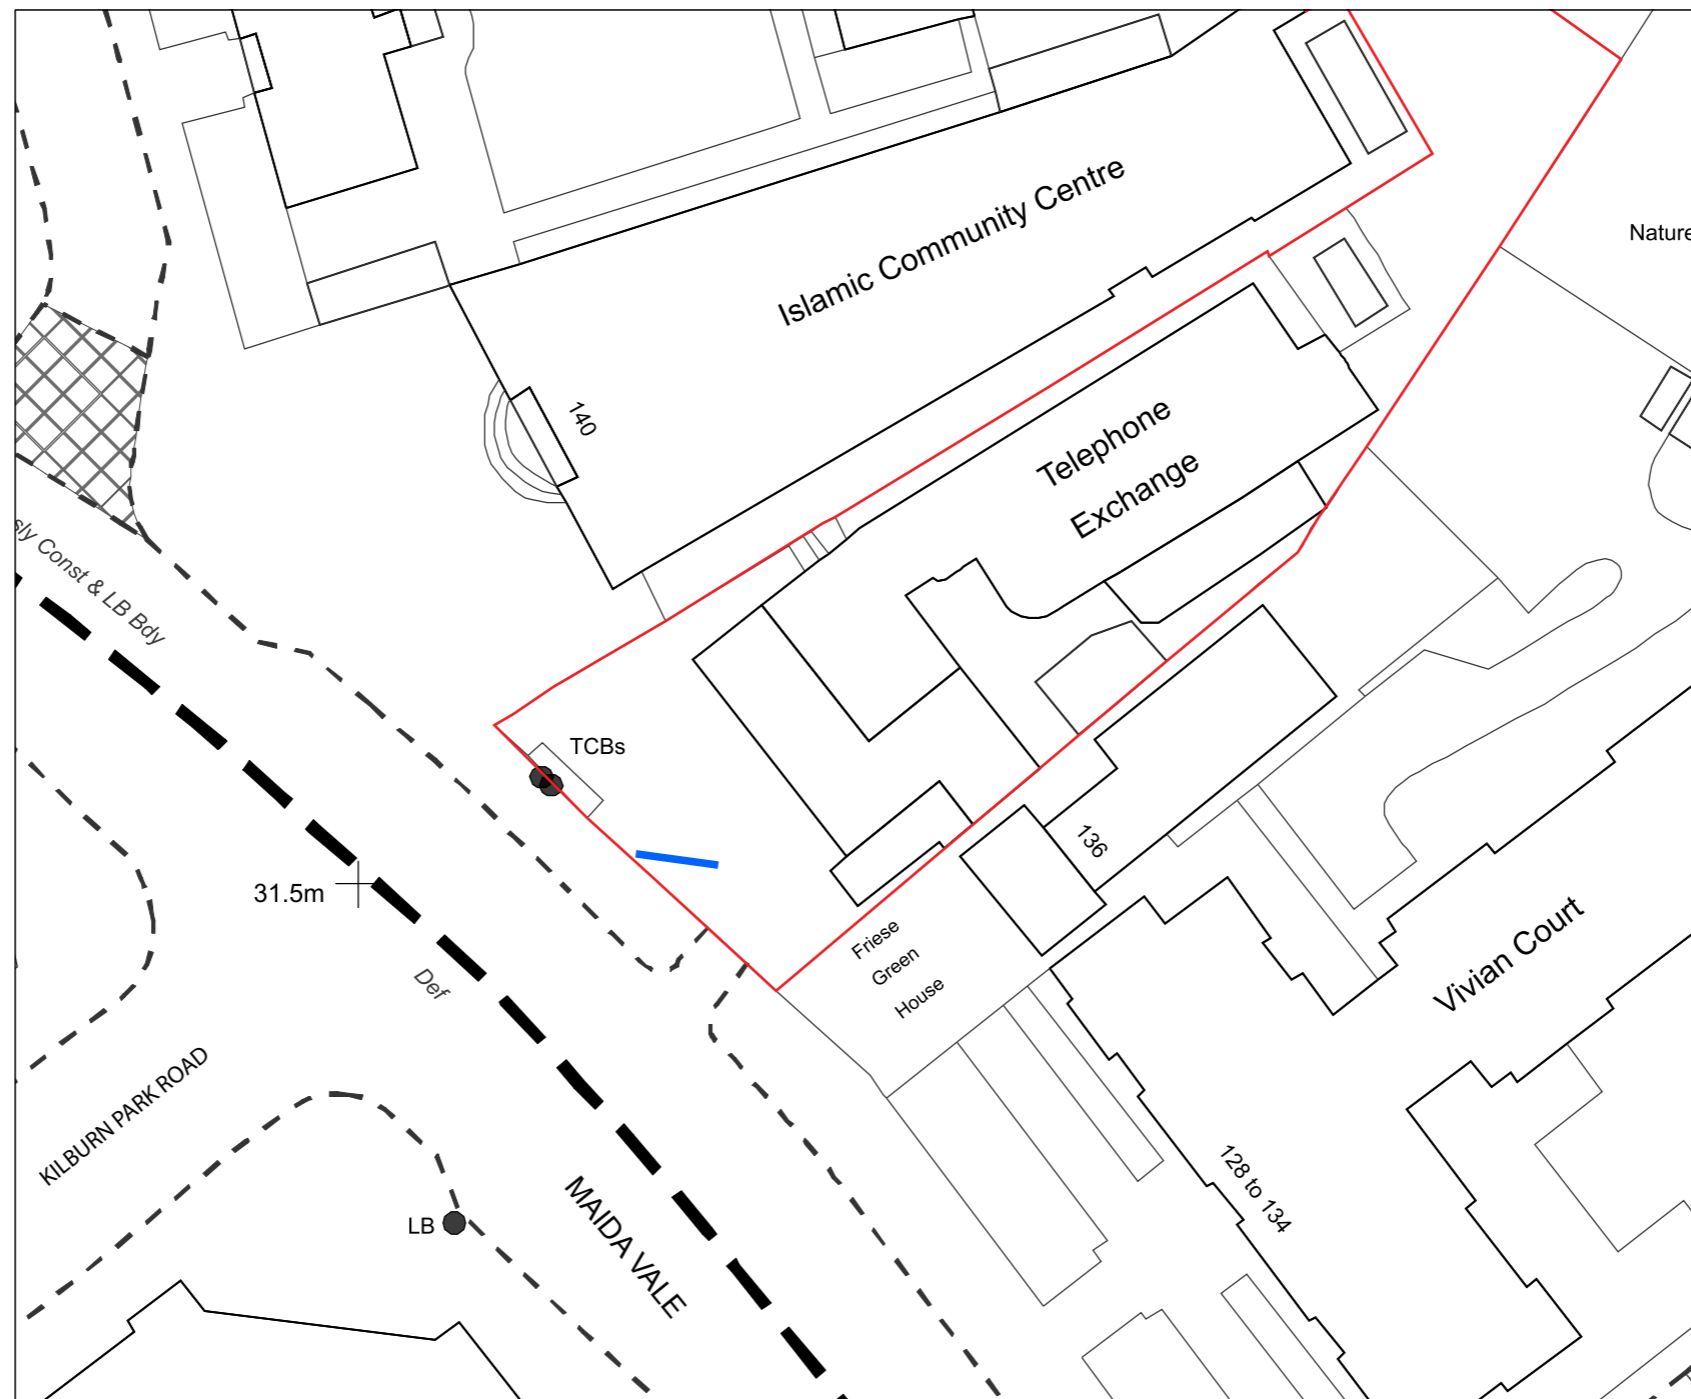 Islamic Community Centre
Nature
140
Telephone
Exchange
sly Const & LB Bdy
TCBs
136
31.5m
Friese
Green
House
Vivian Court
Def
KILBURN PARK ROAD
128 to 134
MAIDA VALE
LB